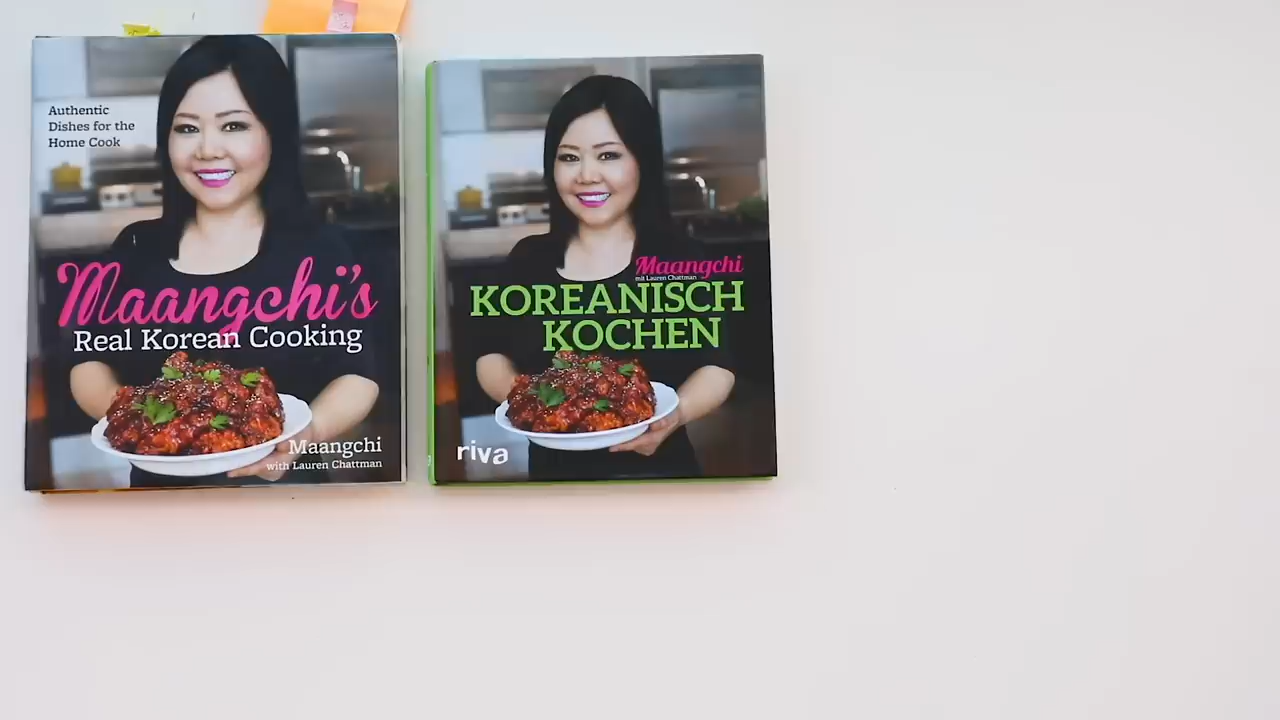 Authentic
Dishes for the
Home Cook
Maangchi's
Real Korean Cooking
Maangchi
with Lauren Chattman
Maangchi
mit Lauren Chattman
KOREANISCH
KOCHEN
riva